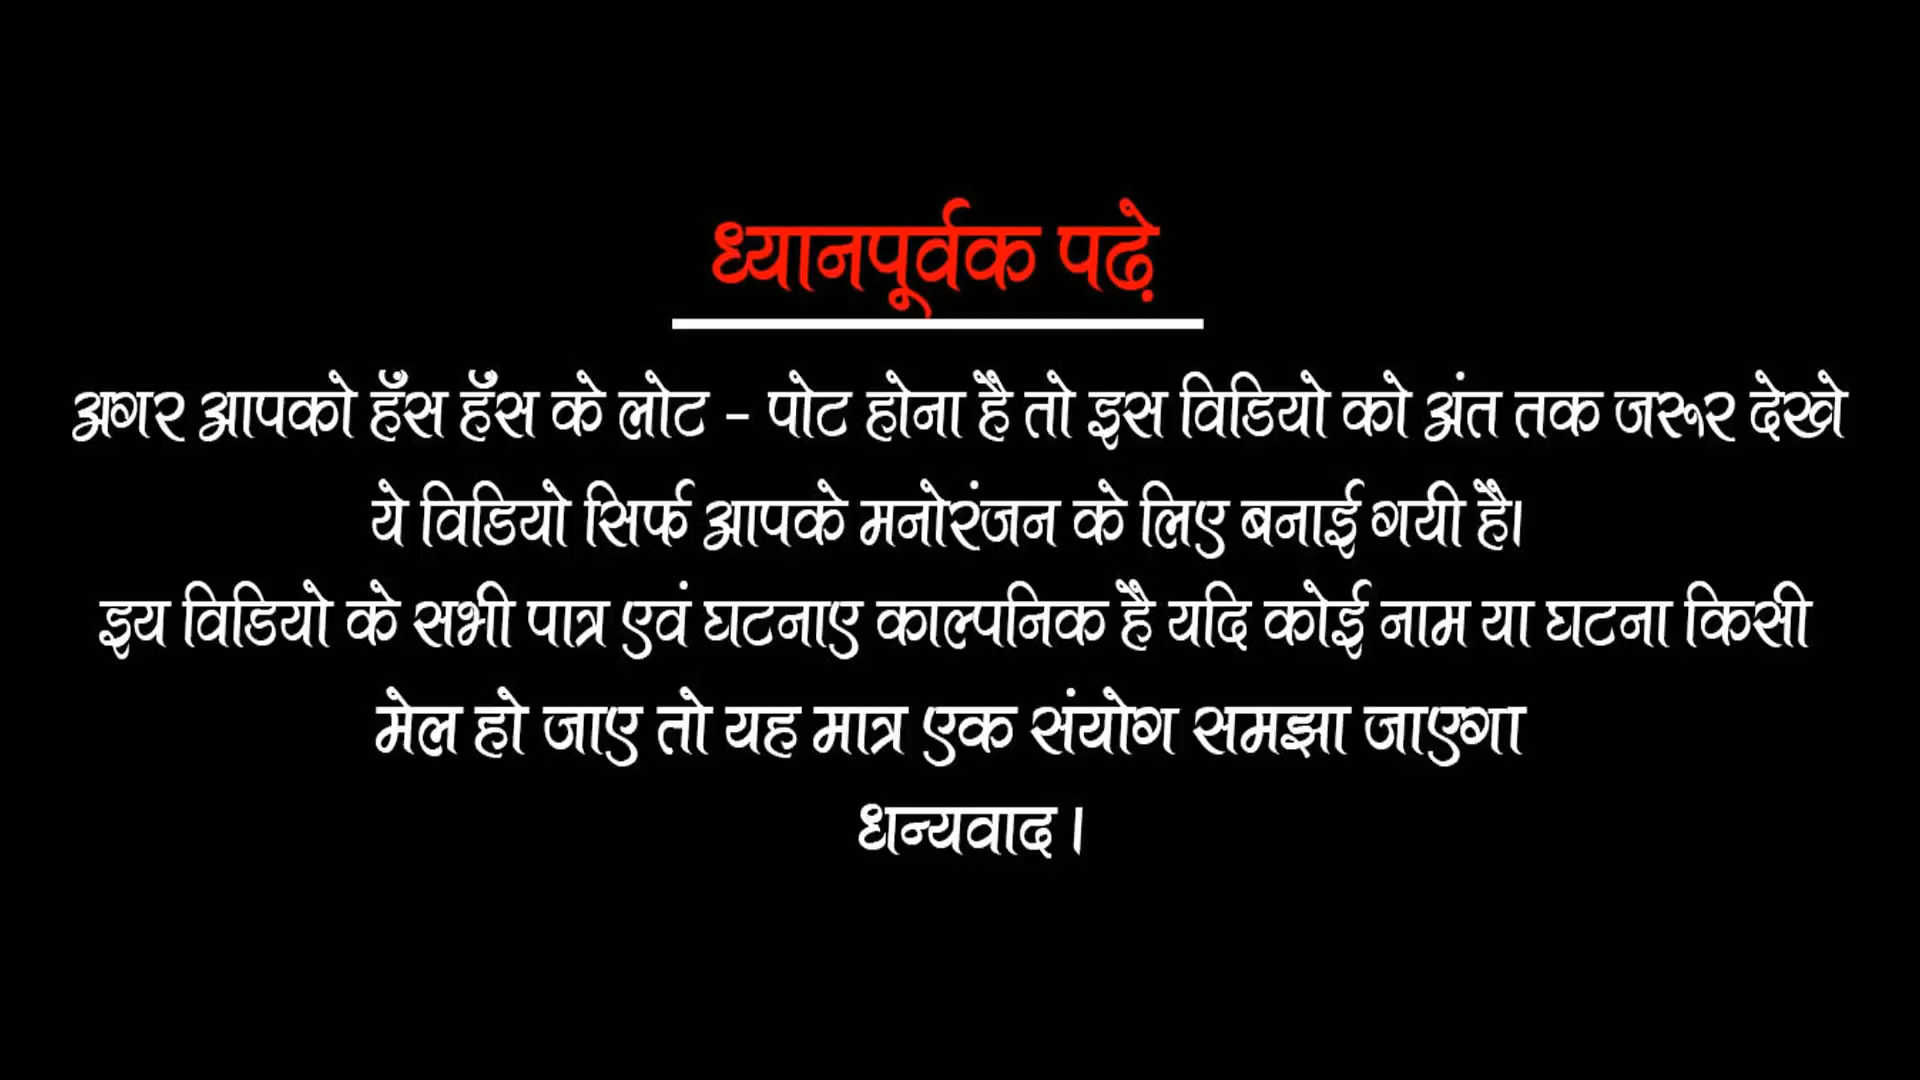 ध्यानपूर्वक पढ़े
अगर आपको हँस हँस के लोट - पोट होना है तो इस विडियो को अंत तक जरूर देखे
ये विडियो सिर्फ आपके मनोरंजन के लिए बनाई गयी है।
इय विडियो के सभी पात्र एवं घटनाए काल्पनिक है यदि कोई नाम या घटना किसी
मेल हो जाए तो यह मात्र एक संयोग समझा जाएगा
धन्यवाद ।